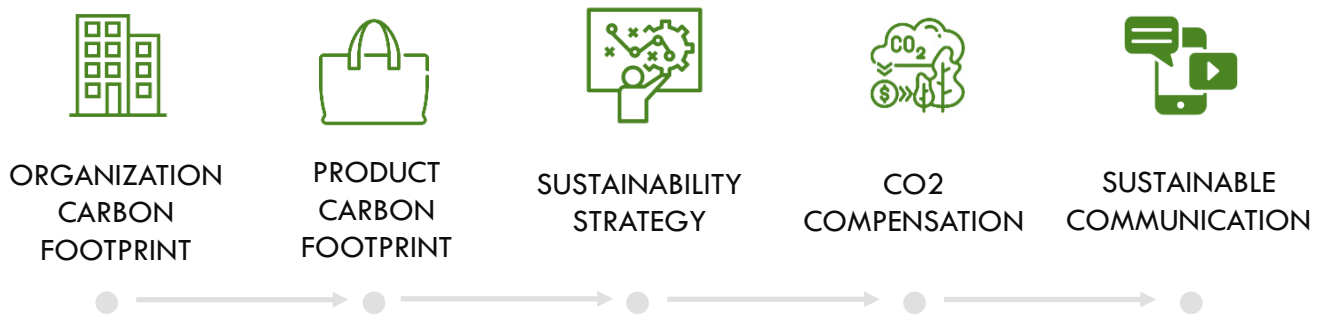 CO2
$
ORGANIZATION
CARBON
FOOTPRINT
PRODUCT
CARBON
FOOTPRINT
SUSTAINABILITY
STRATEGY
CO2
COMPENSATION
SUSTAINABLE
COMMUNICATION